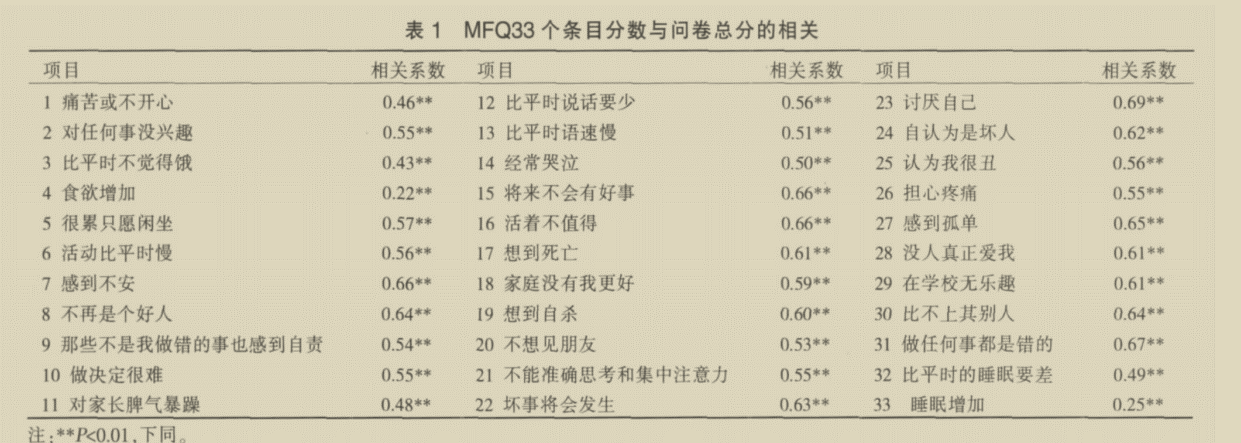 表 1 MFQ33 个条目分数与问卷总分的相关
项目 相关系数 项目 相关系数 项目 相关系数
1 痛苦或不开心 0.46** 12 比平时说话要少 0.56** 23 讨厌自己 0.69**
2 对任何事没兴趣 0.55** 13 比平时语速慢 0.51** 24 自认为是坏人 0.62**
3 比平时不觉得饿 0.43** 14 经常哭泣 0.50** 25 认为我很丑 0.56**
4 食欲增加 0.22** 15 将来不会有好事 0.66** 26 担心疼痛 0.55**
5 很累只愿闲坐 0.57** 16 活着不值得 0.66** 27 感到孤单 0.65**
6 活动比平时慢 0.56** 17 想到死亡 0.61** 28 没人真正爱我 0.61**
7 感到不安 0.66** 18 家庭没有我更好 0.59** 29 在学校无乐趣 0.61**
8 不再是个好人 0.64** 19 想到自杀 0.60** 30 比不上其别人 0.64**
9 那些不是我做错的事也感到自责 0.54** 20 不想见朋友 0.53** 31 做任何事都是错的 0.67**
10 做决定很难 0.55** 21 不能准确思考和集中注意力 0.55** 32 比平时的睡眠要差 0.49**
11 对家长脾气暴躁 0.48** 22 坏事将会发生 0.63** 33 睡眠增加 0.25**
注:**P<0.01,下同。